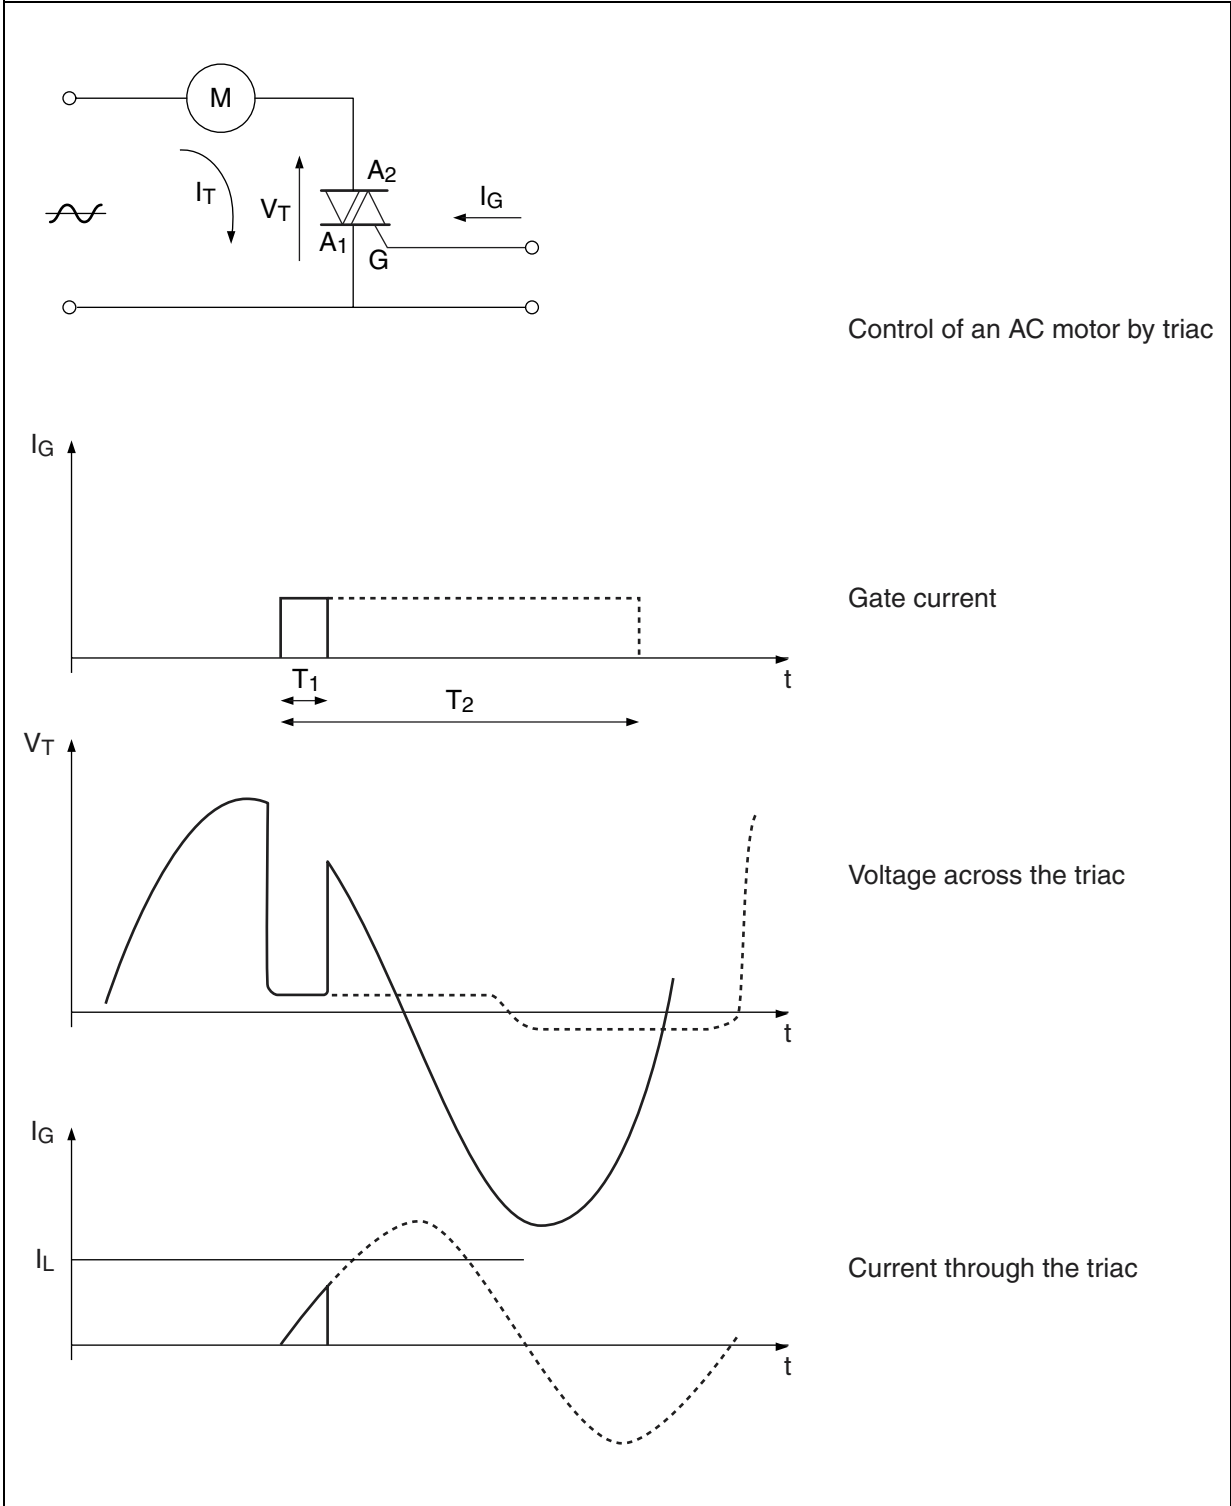 M
A2
IT
VT
IG
A1
G
Control of an AC motor by triac
IG
Gate current
T1
t
T2
VT
Voltage across the triac
t
IG
IL
Current through the triac
t